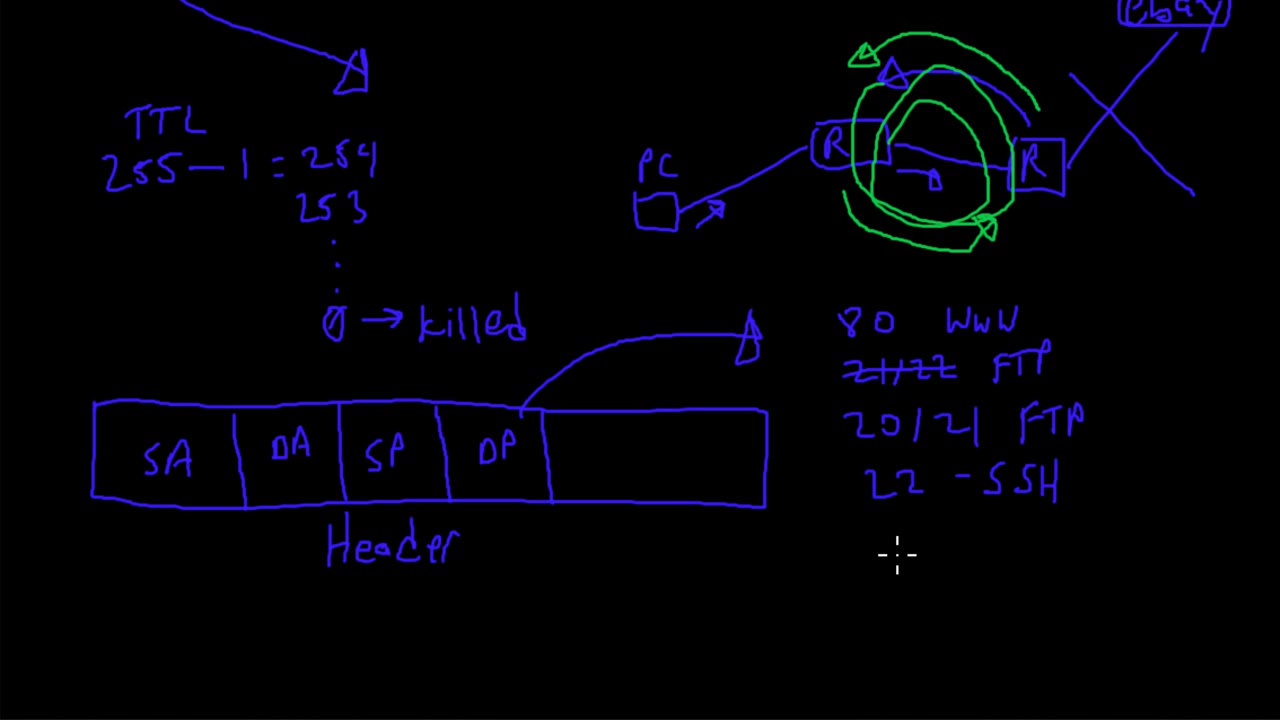 ebay
TTL
255 - 1 = 254
253
0 → killed
PC
R
R
80 WWW
21/22 FTP
20/21 FTP
22 - SSH
SA DA SP DP
Header